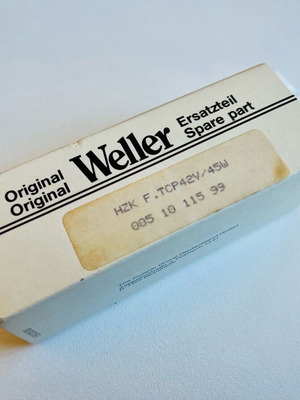 Original Weller Ersatzteil
Original Spare part
HZK F.TCP42V/45W
005 10 115 99